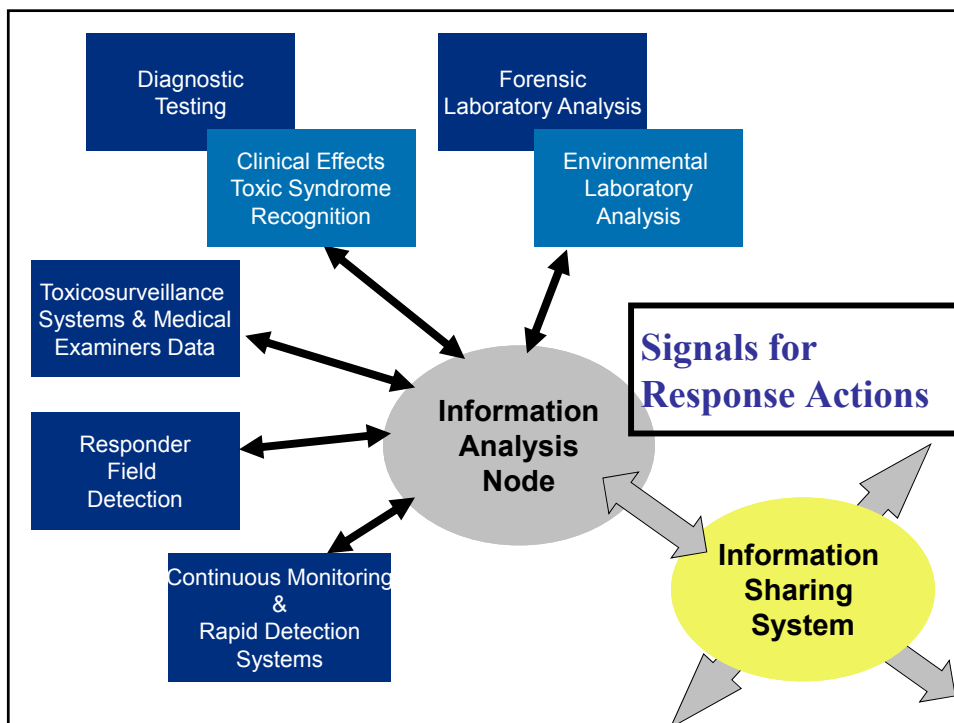 Diagnostic
Testing
Forensic
Laboratory Analysis
Clinical Effects
Toxic Syndrome
Recognition
Environmental
Laboratory
Analysis
Toxicosurveillance
Systems & Medical
Examiners Data
Signals for
Response Actions
Information
Analysis
Node
Responder
Field
Detection
Continuous Monitoring
&
Rapid Detection
Systems
Information
Sharing
System